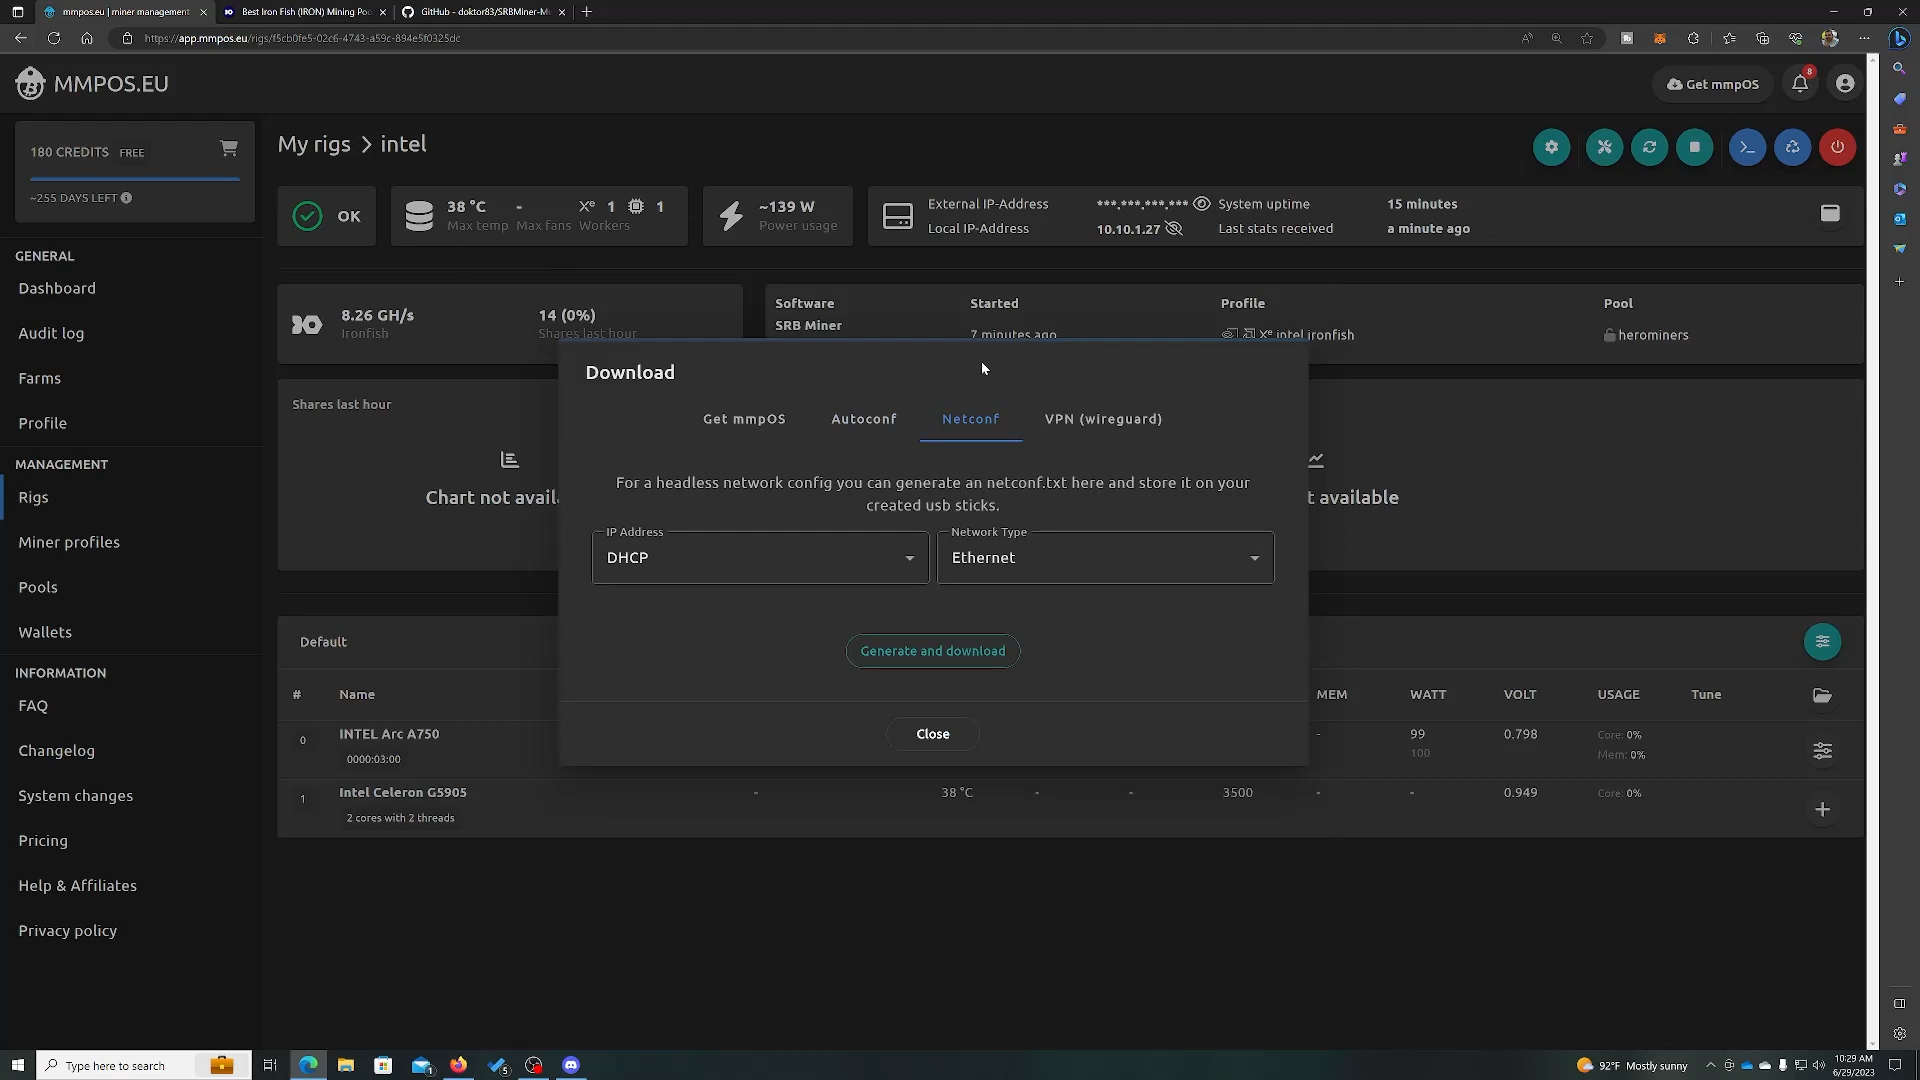 mmpos.eu | miner management
Best Iron Fish (IRON) Mining Poo
GitHub - doktor83/SRBMiner-M
https://app.mmpos.eu/rigs/f5cb0fe5-02c6-4743-a59c-894e5f0325dc
MMPOS.EU
Get mmpOS
8
180 CREDITS FREE
~255 DAYS LEFT
My rigs > intel
OK
38 °C - Xe 1 1
Max temp Max fans Workers
~139 W
Power usage
External IP-Address ***.***.***.*** System uptime 15 minutes
Local IP-Address 10.10.1.27 Last stats received a minute ago
GENERAL
Dashboard
Audit log
Farms
Profile
MANAGEMENT
Rigs
Miner profiles
Pools
Wallets
INFORMATION
FAQ
Changelog
System changes
Pricing
Help & Affiliates
Privacy policy
8.26 GH/s 14 (0%)
Ironfish Shares last hour
Software Started Profile Pool
SRB Miner 7 minutes ago Xe intel ironfish herominers
Shares last hour
Chart not availa
t available
Download
Get mmpOS Autoconf Netconf VPN (wireguard)
For a headless network config you can generate an netconf.txt here and store it on your
created usb sticks.
IP Address Network Type
DHCP Ethernet
Generate and download
Close
Default
# Name MEM WATT VOLT USAGE Tune
0 INTEL Arc A750 - 99 0.798 Core: 0%
0000:03:00 100 Mem: 0%
1 Intel Celeron G5905 - 38 °C - - 3500 - - 0.949 Core: 0%
2 cores with 2 threads
Type here to search
1
5
92°F Mostly sunny
10:29 AM
6/29/2023